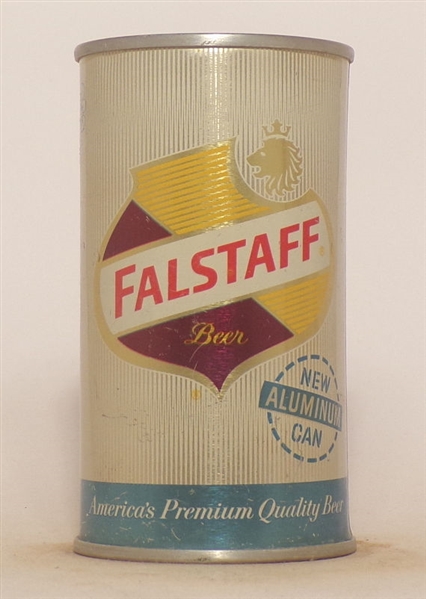 FALSTAFF
Beer
NEW
ALUMINUM
CAN
America's Premium Quality Beer